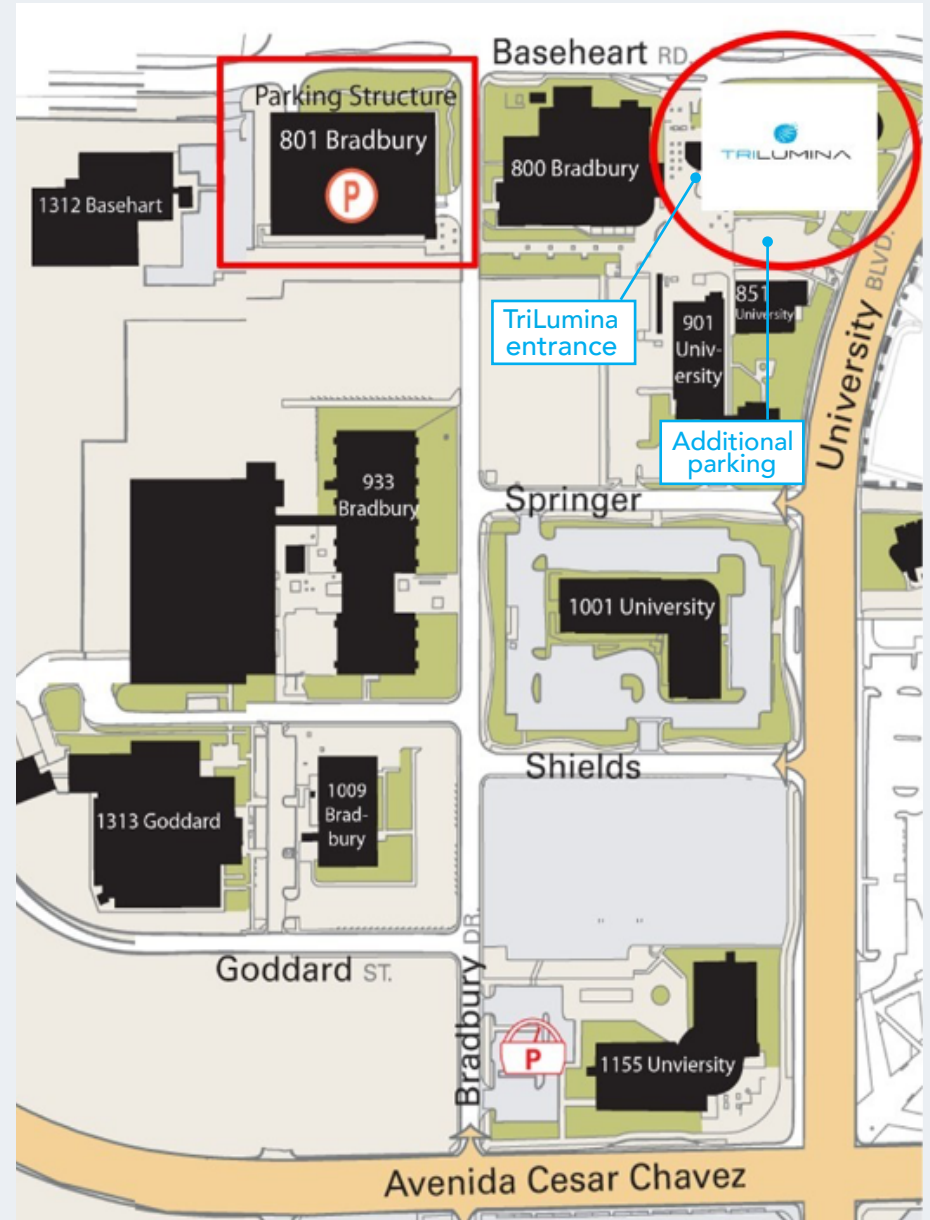 Baseheart RD.
Parking Structure
801 Bradbury
P
800 Bradbury
TRILUMINA
1312 Basehart
TriLumina
entrance
851
University
901
Univ-
ersity
University BLVD.
Additional
parking
933
Bradbury
Springer
1001 University
Shields
1313 Goddard
1009
Brad-
bury
Goddard ST.
Bradbury DR.
P
1155 Unviersity
Avenida Cesar Chavez